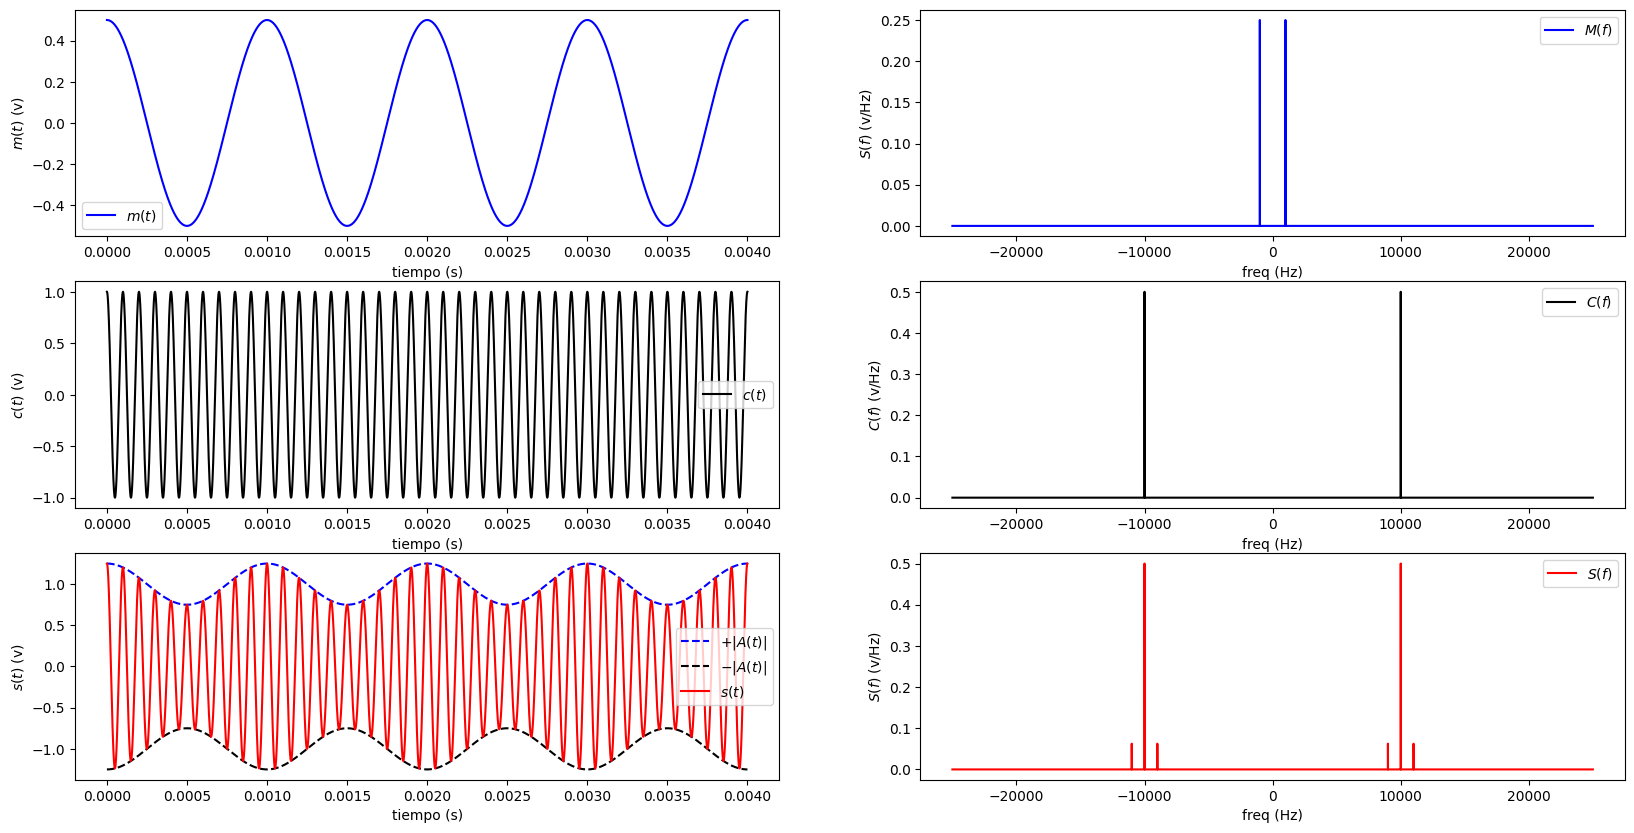 0.4
0.2
0.0
−0.2
−0.4
m(t) (v)
m(t)
0.0000 0.0005 0.0010 0.0015 0.0020 0.0025 0.0030 0.0035 0.0040
tiempo (s)
0.25
0.20
0.15
0.10
0.05
0.00
S(f) (v/Hz)
M(f)
−20000 −10000 0 10000 20000
freq (Hz)
1.0
0.5
0.0
−0.5
−1.0
c(t) (v)
c(t)
0.0000 0.0005 0.0010 0.0015 0.0020 0.0025 0.0030 0.0035 0.0040
tiempo (s)
0.5
0.4
0.3
0.2
0.1
0.0
C(f) (v/Hz)
C(f)
−20000 −10000 0 10000 20000
freq (Hz)
1.0
0.5
0.0
−0.5
−1.0
s(t) (v)
+|A(t)|
−|A(t)|
s(t)
0.0000 0.0005 0.0010 0.0015 0.0020 0.0025 0.0030 0.0035 0.0040
tiempo (s)
0.5
0.4
0.3
0.2
0.1
0.0
S(f) (v/Hz)
S(f)
−20000 −10000 0 10000 20000
freq (Hz)